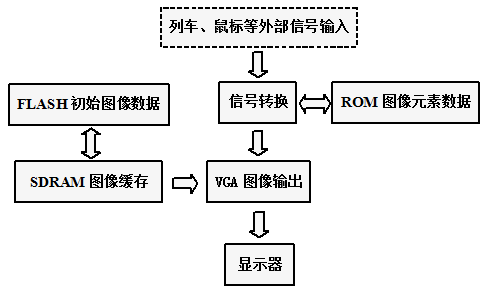 列车、鼠标等外部信号输入
FLASH 初始图像数据
信号转换
ROM 图像元素数据
SDRAM 图像缓存
VGA 图像输出
显示器